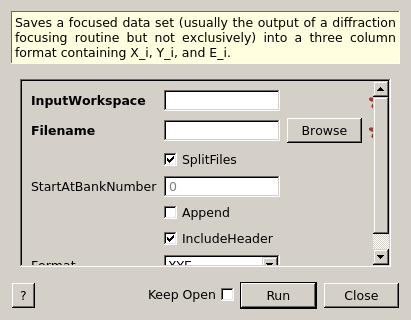 Saves a focused data set (usually the output of a diffraction
focusing routine but not exclusively) into a three column
format containing X_i, Y_i, and E_i.
InputWorkspace
Filename
Browse
SplitFiles
StartAtBankNumber 0
Append
IncludeHeader
Format XYE
? Keep Open Run Close